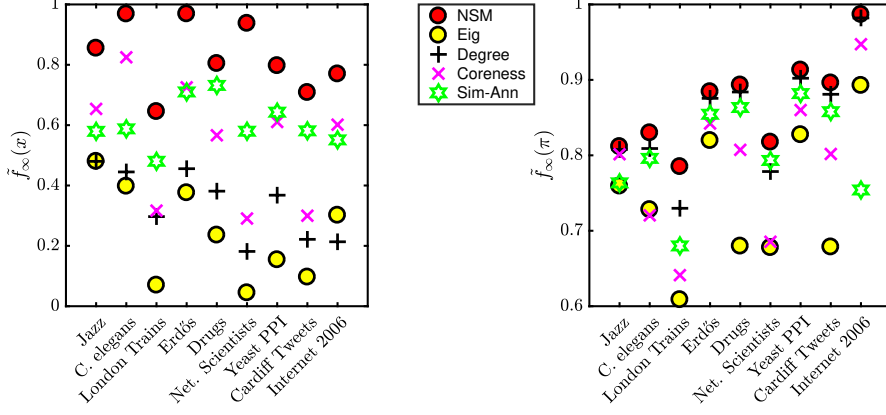 1
0.8
0.6
0.4
0.2
0
f̃∞(x)
Jazz
C. elegans
London Trains
Erdős
Drugs
Net. Scientists
Yeast PPI
Cardiff Tweets
Internet 2006
NSM
Eig
Degree
Coreness
Sim-Ann
1
0.9
0.8
0.7
0.6
f̃∞(π)
Jazz
C. elegans
London Trains
Erdős
Drugs
Net. Scientists
Yeast PPI
Cardiff Tweets
Internet 2006